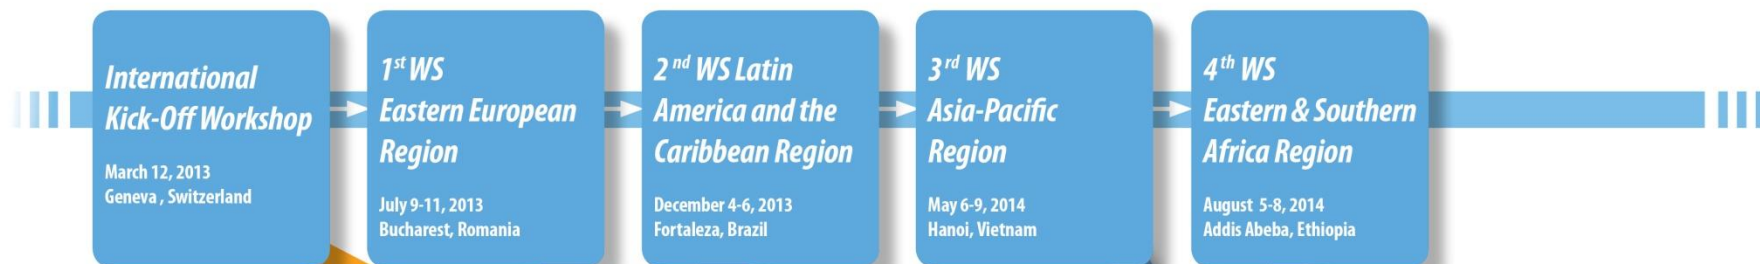 International
Kick-Off Workshop
March 12, 2013
Geneva , Switzerland
1st WS
Eastern European
Region
July 9-11, 2013
Bucharest, Romania
2nd WS Latin
America and the
Caribbean Region
December 4-6, 2013
Fortaleza, Brazil
3rd WS
Asia-Pacific
Region
May 6-9, 2014
Hanoi, Vietnam
4th WS
Eastern & Southern
Africa Region
August 5-8, 2014
Addis Abeba, Ethiopia